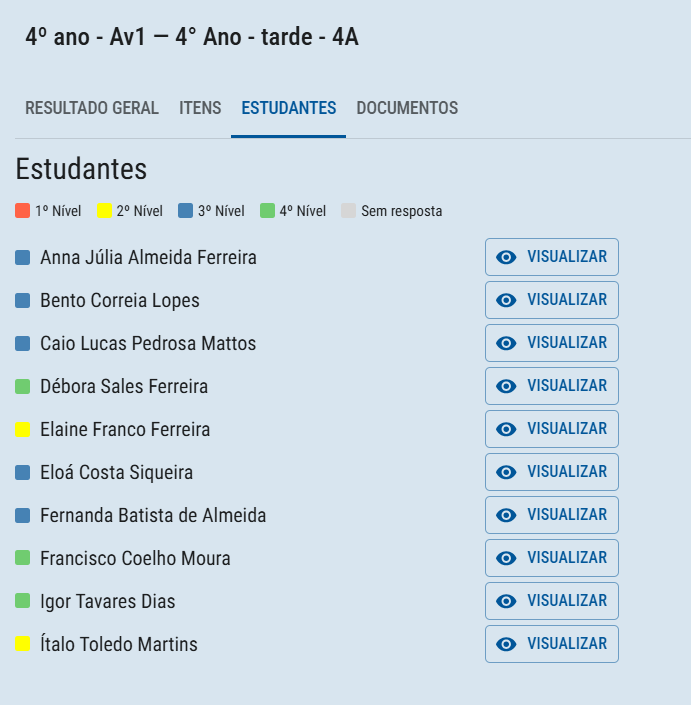 4º ano - Av1 — 4° Ano - tarde - 4A
RESULTADO GERAL ITENS ESTUDANTES DOCUMENTOS
Estudantes
1º Nível 2º Nível 3º Nível 4º Nível Sem resposta
Anna Júlia Almeida Ferreira VISUALIZAR
Bento Correia Lopes VISUALIZAR
Caio Lucas Pedrosa Mattos VISUALIZAR
Débora Sales Ferreira VISUALIZAR
Elaine Franco Ferreira VISUALIZAR
Eloá Costa Siqueira VISUALIZAR
Fernanda Batista de Almeida VISUALIZAR
Francisco Coelho Moura VISUALIZAR
Igor Tavares Dias VISUALIZAR
Ítalo Toledo Martins VISUALIZAR